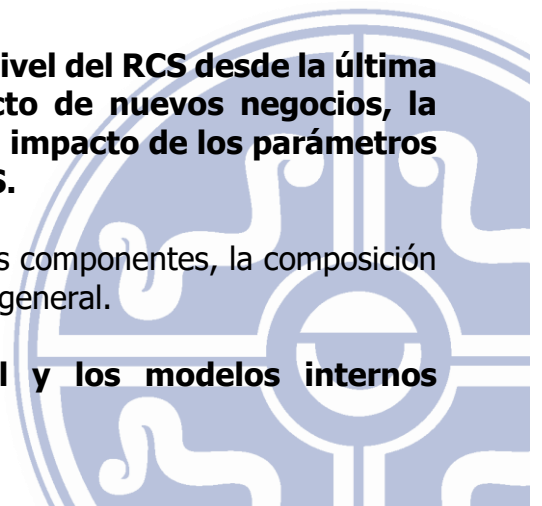 ivel del RCS desde la última
cto de nuevos negocios, la
impacto de los parámetros
S.
s componentes, la composición
general.
l y los modelos internos